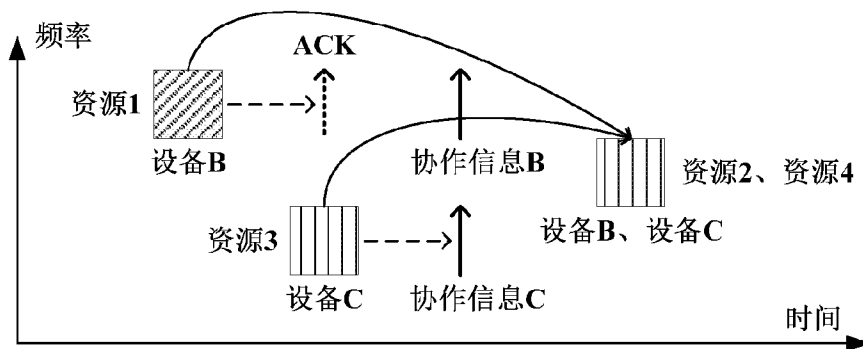 频率
ACK
资源1
设备B
协作信息B
资源2、资源4
设备B、设备C
资源3
设备C
协作信息C
时间